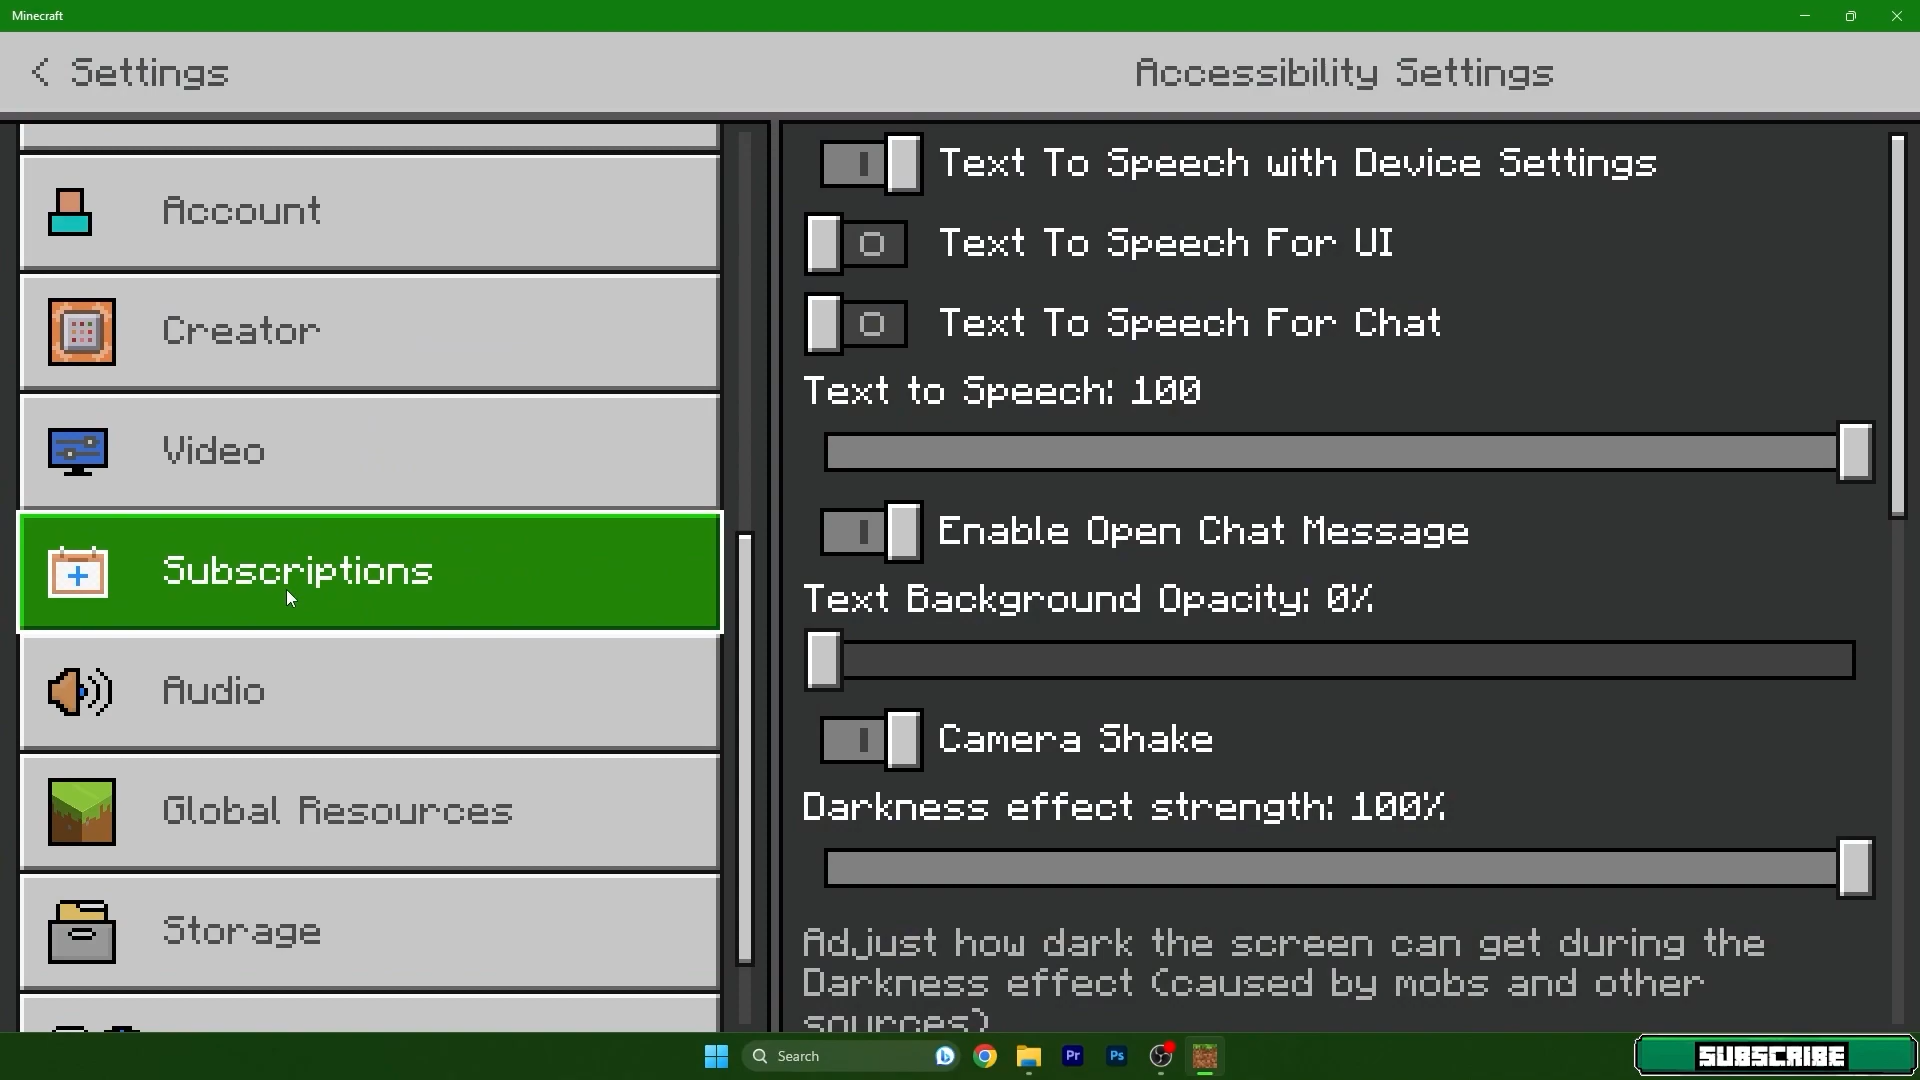 Minecraft
Settings
Accessibility Settings
Account
Creator
Video
Subscriptions
Audio
Global Resources
Storage
Text To Speech with Device Settings
Text To Speech For UI
Text To Speech For Chat
Text to Speech: 100
Enable Open Chat Message
Text Background Opacity: 0%
Camera Shake
Darkness effect strength: 100%
Adjust how dark the screen can get during the
Darkness effect (caused by mobs and other
sources)
Search
Pr
Ps
SUBSCRIBE